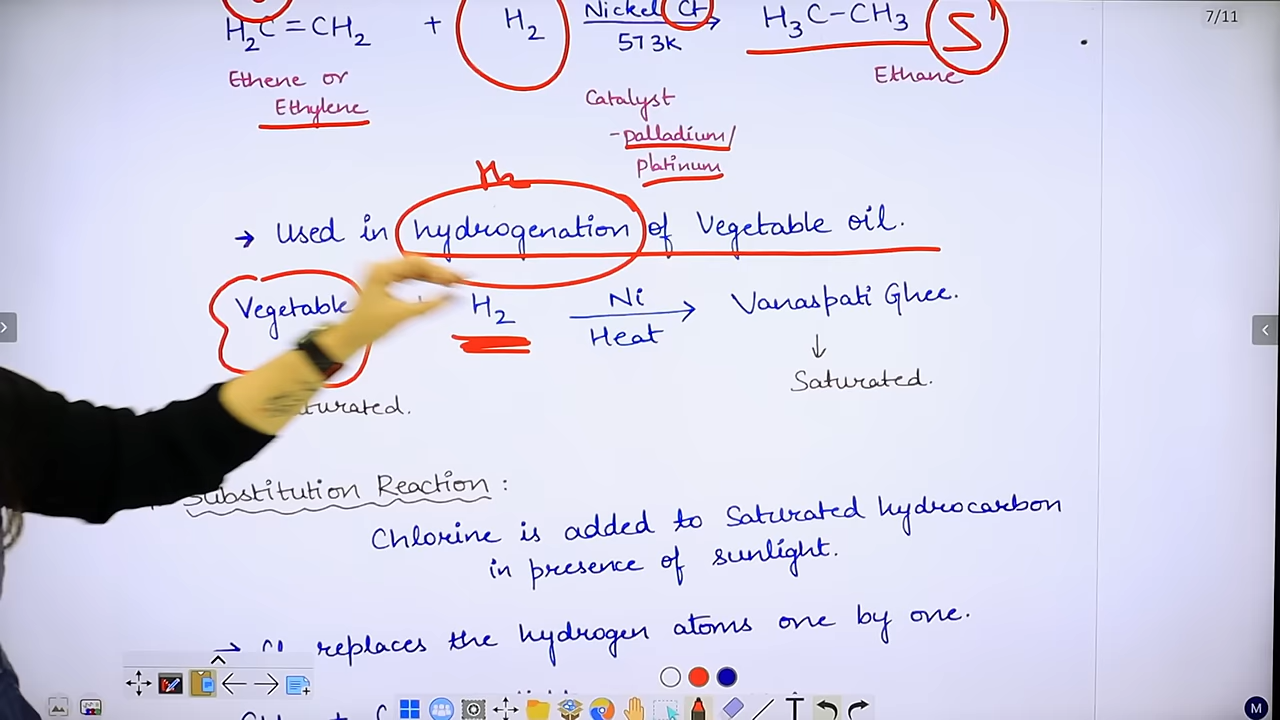 7/11
H₂C=CH₂ + H₂ Nickel → H₃C-CH₃ S
573K
Ethene or
Ethylene
Ethane
Catalyst
-palladium/
platinum
H₂
→ Used in hydrogenation of Vegetable oil.
Vegetable + H₂ Ni → Vanaspati Ghee.
Heat
↓
Saturated.
Substitution Reaction :
Chlorine is added to Saturated hydrocarbon
in presence of sunlight.
→ Cl replaces the hydrogen atoms one by one.
M